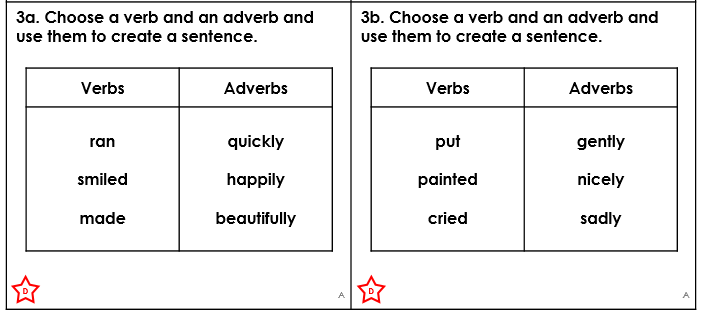 3a. Choose a verb and an adverb and
use them to create a sentence.
Verbs Adverbs
ran quickly
smiled happily
made beautifully
D
A
3b. Choose a verb and an adverb and
use them to create a sentence.
Verbs Adverbs
put gently
painted nicely
cried sadly
D
A